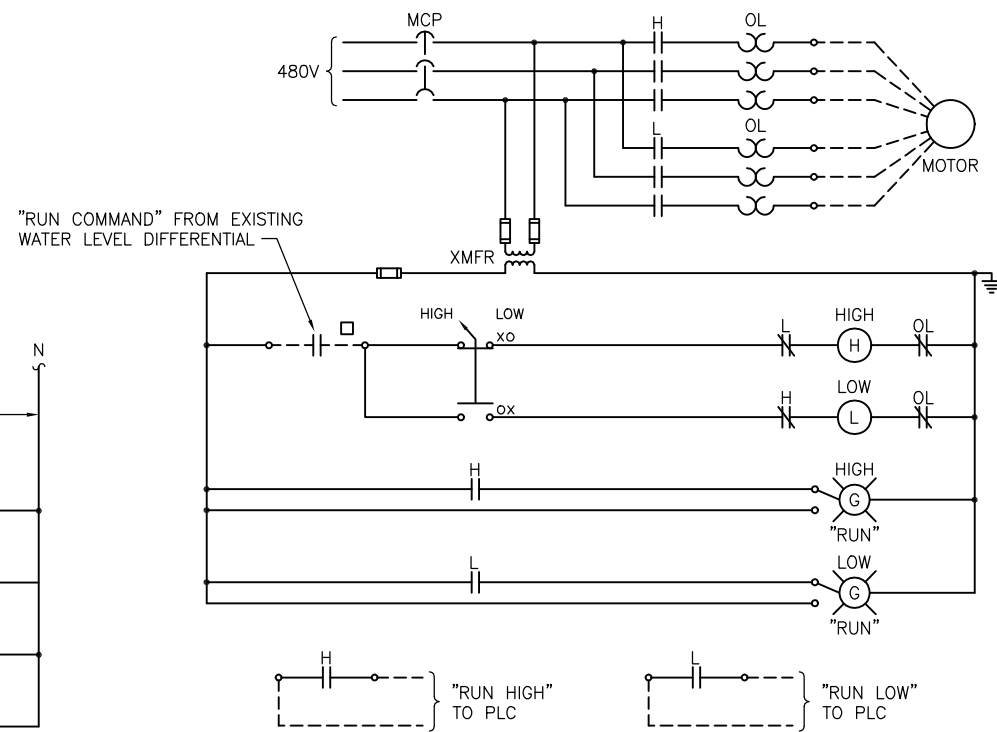 MCP
H
OL
480V
L
OL
MOTOR
"RUN COMMAND" FROM EXISTING
WATER LEVEL DIFFERENTIAL
XMFR
HIGH
LOW
XO
L
HIGH
H
OL
N
OX
H
LOW
L
OL
H
HIGH
G
"RUN"
L
LOW
G
"RUN"
H
"RUN HIGH"
TO PLC
L
"RUN LOW"
TO PLC